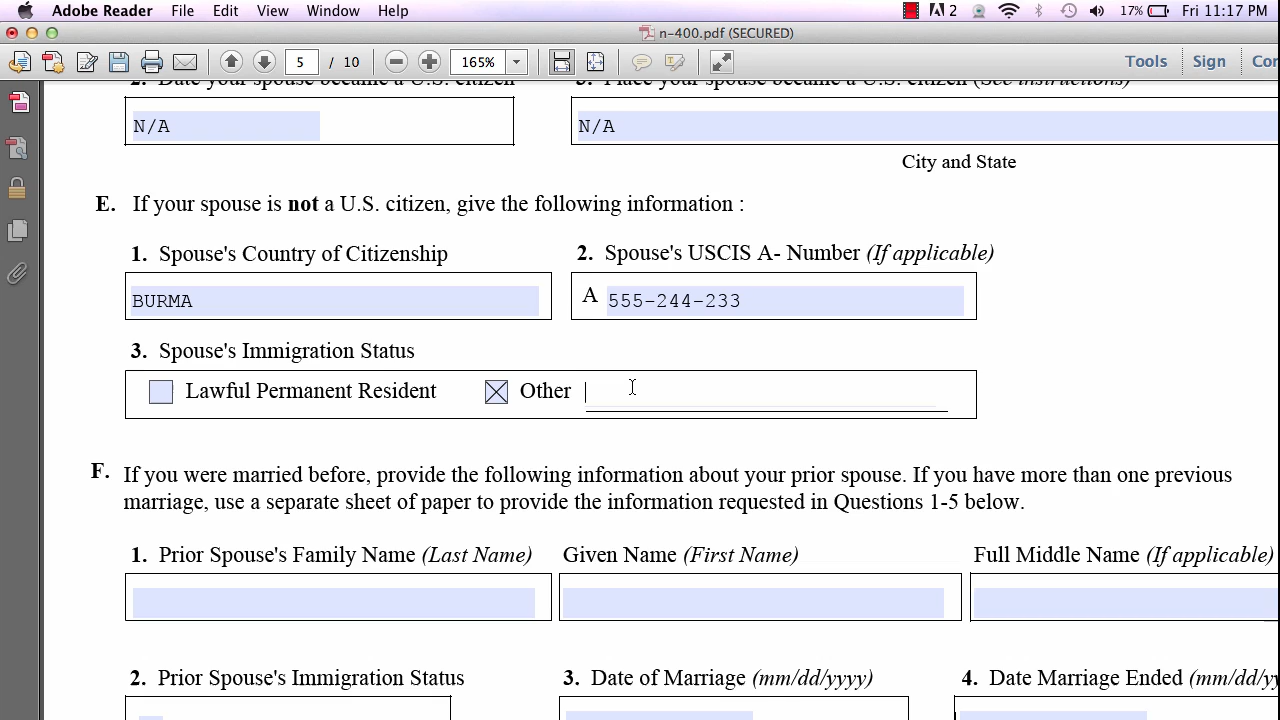 Adobe Reader File Edit View Window Help 2 17% Fri 11:17 PM
n-400.pdf (SECURED)
5 / 10 165% Tools Sign
2. Date your spouse became a U.S. citizen 3. Place your spouse became a U.S. citizen (See instructions)
N/A N/A
City and State
E. If your spouse is not a U.S. citizen, give the following information :
1. Spouse's Country of Citizenship 2. Spouse's USCIS A- Number (If applicable)
BURMA A 555-244-233
3. Spouse's Immigration Status
Lawful Permanent Resident Other
F. If you were married before, provide the following information about your prior spouse. If you have more than one previous
marriage, use a separate sheet of paper to provide the information requested in Questions 1-5 below.
1. Prior Spouse's Family Name (Last Name) Given Name (First Name) Full Middle Name (If applicable)
2. Prior Spouse's Immigration Status 3. Date of Marriage (mm/dd/yyyy) 4. Date Marriage Ended (mm/dd/yy